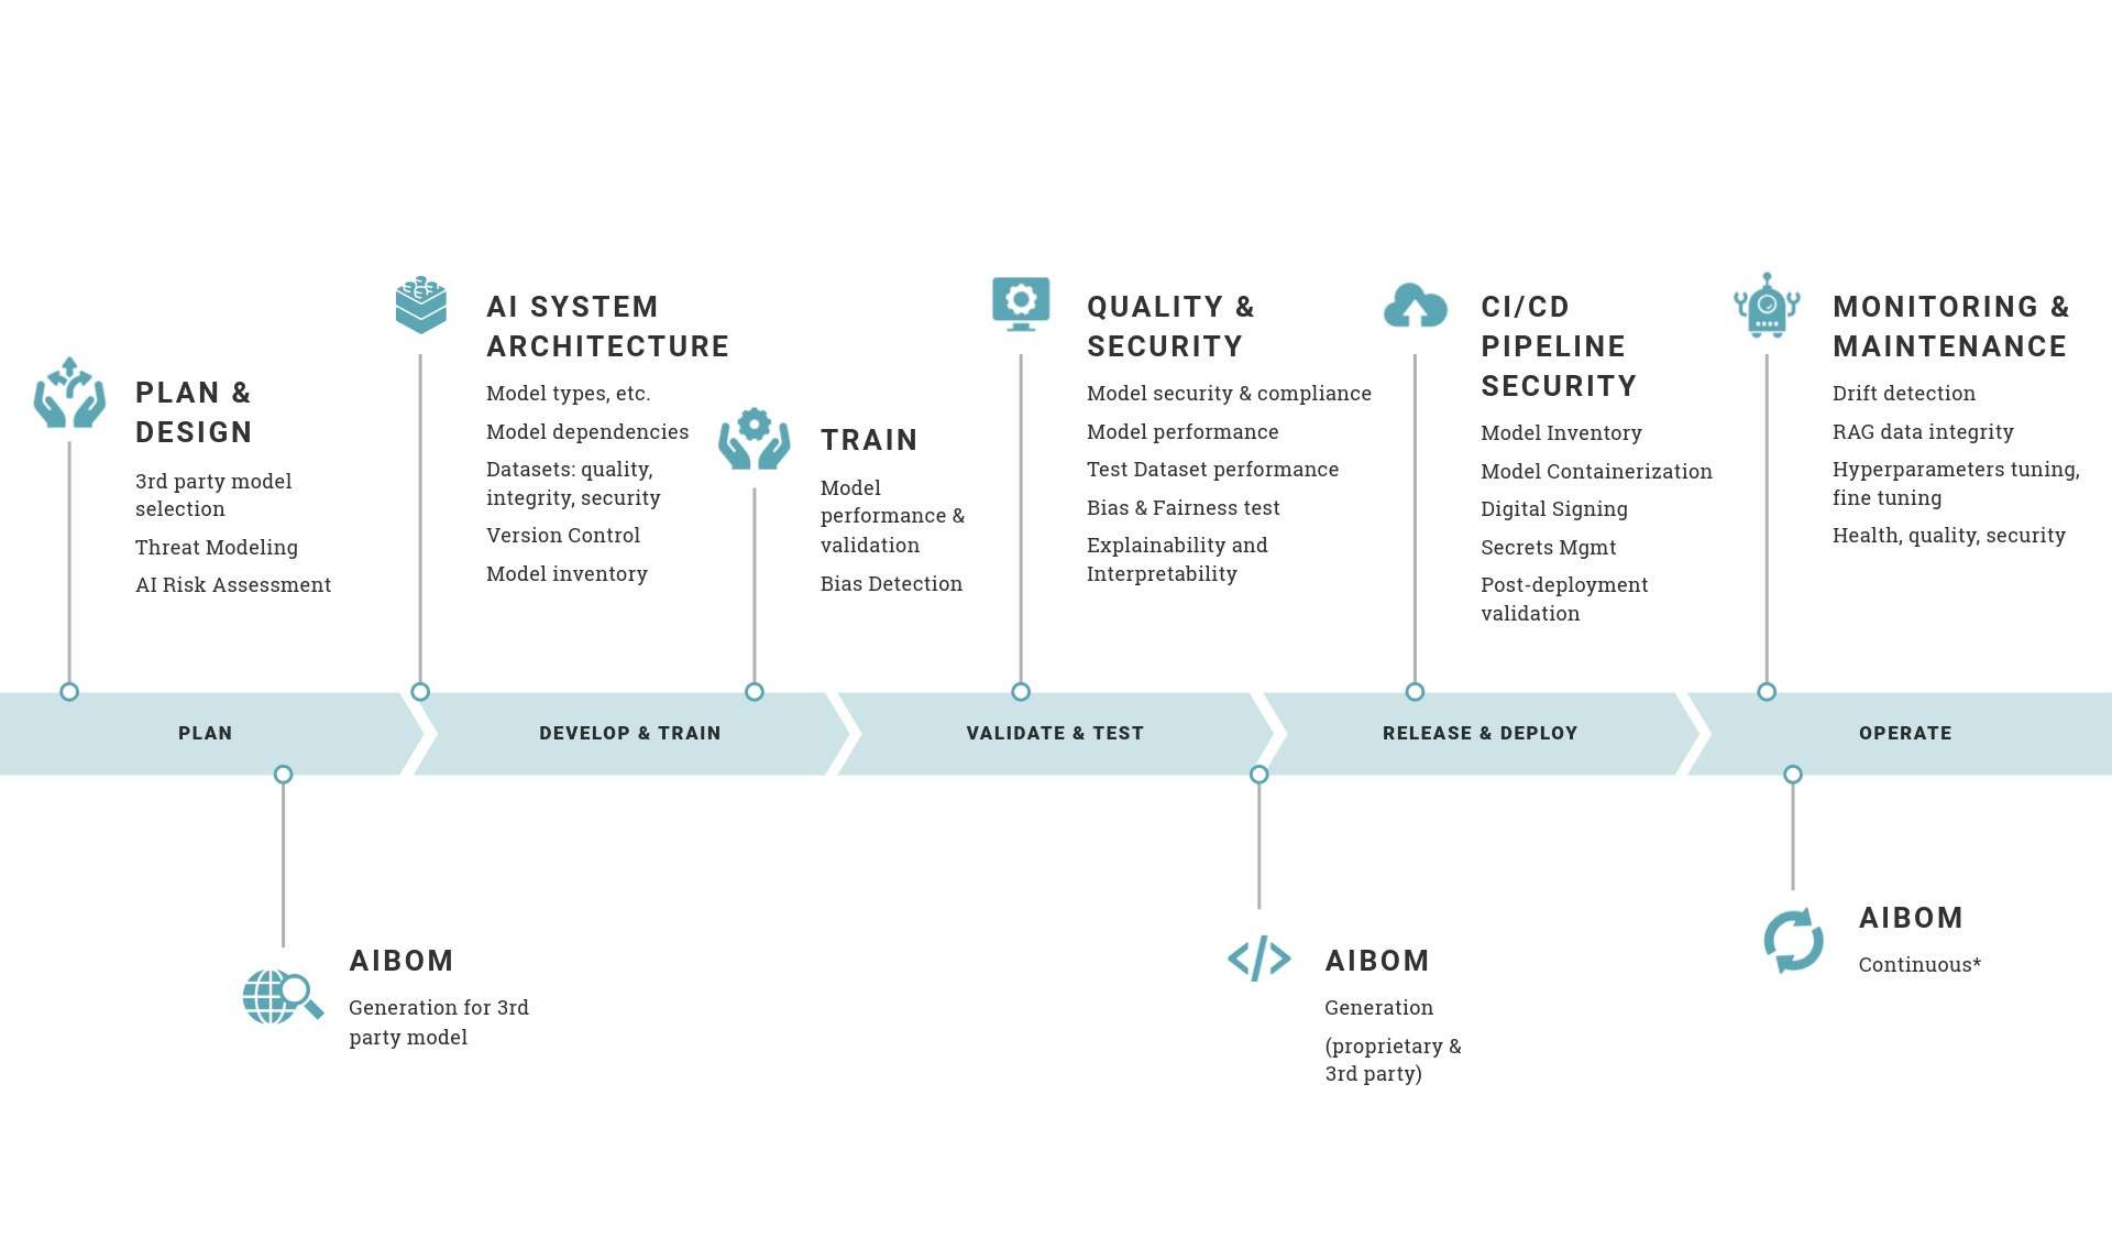 PLAN &
DESIGN
3rd party model
selection
Threat Modeling
AI Risk Assessment
AI SYSTEM
ARCHITECTURE
Model types, etc.
Model dependencies
Datasets: quality,
integrity, security
Version Control
Model inventory
TRAIN
Model
performance &
validation
Bias Detection
QUALITY &
SECURITY
Model security & compliance
Model performance
Test Dataset performance
Bias & Fairness test
Explainability and
Interpretability
CI/CD
PIPELINE
SECURITY
Model Inventory
Model Containerization
Digital Signing
Secrets Mgmt
Post-deployment
validation
MONITORING &
MAINTENANCE
Drift detection
RAG data integrity
Hyperparameters tuning,
fine tuning
Health, quality, security
PLAN
DEVELOP & TRAIN
VALIDATE & TEST
RELEASE & DEPLOY
OPERATE
AIBOM
Generation for 3rd
party model
AIBOM
Generation
(proprietary &
3rd party)
AIBOM
Continuous*